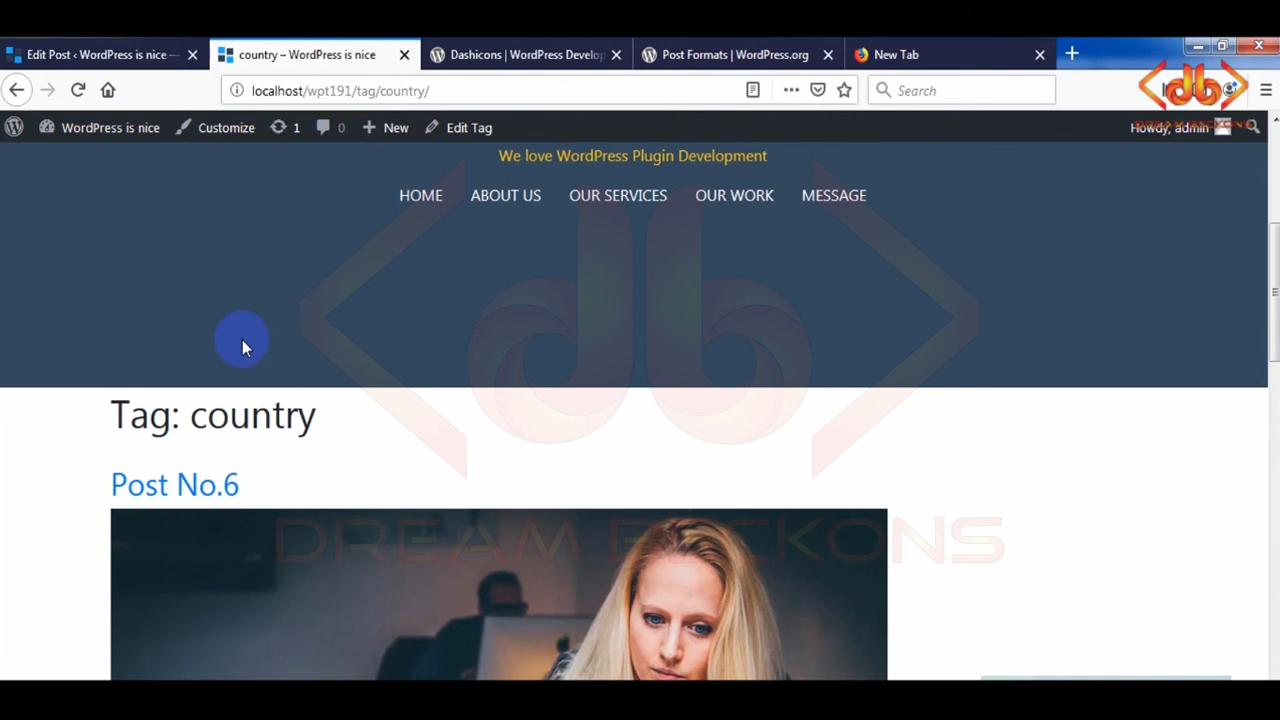 Edit Post ‹ WordPress is nice —
country – WordPress is nice
Dashicons | WordPress Develop
Post Formats | WordPress.org
New Tab
localhost/wpt191/tag/country/
Search
WordPress is nice
Customize
1
0
New
Edit Tag
Howdy, admin
We love WordPress Plugin Development
HOME
ABOUT US
OUR SERVICES
OUR WORK
MESSAGE
Tag: country
Post No.6
DREAM BECKONS